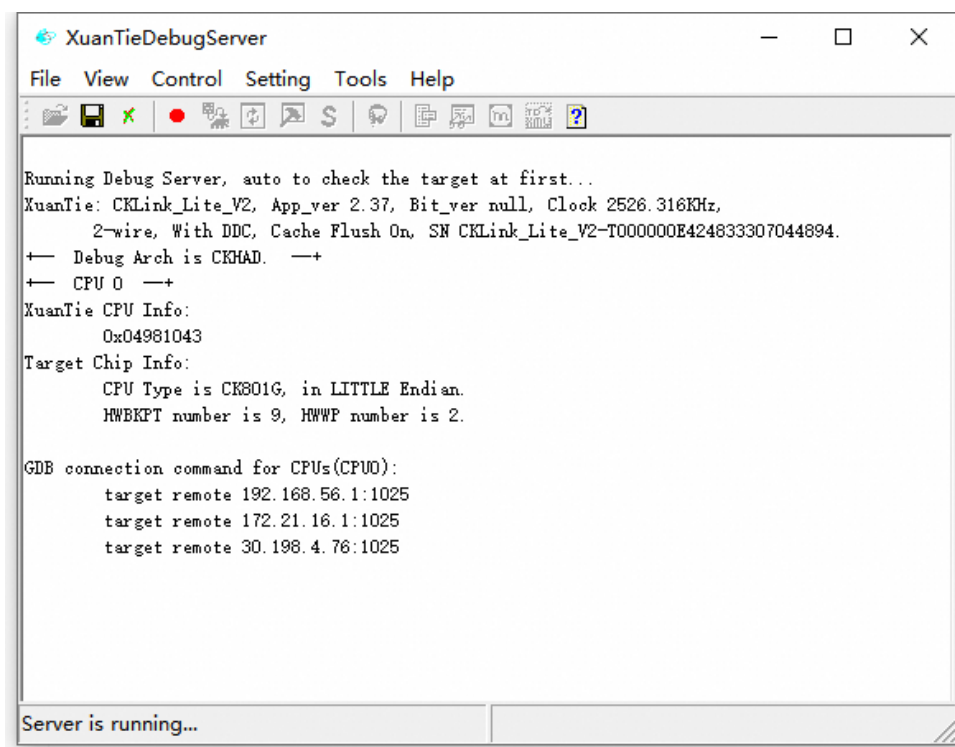 XuanTieDebugServer
File View Control Setting Tools Help
Running Debug Server, auto to check the target at first...
XuanTie: CKLink_Lite_V2, App_ver 2.37, Bit_ver null, Clock 2526.316KHz,
2-wire, With DDC, Cache Flush On, SN CKLink_Lite_V2-T000000E424833307044894.
+-- Debug Arch is CKHAD. --+
+-- CPU 0 --+
XuanTie CPU Info:
0x04981043
Target Chip Info:
CPU Type is CK801G, in LITTLE Endian.
HWBKPT number is 9, HWWP number is 2.
GDB connection command for CPUs(CPU0):
target remote 192.168.56.1:1025
target remote 172.21.16.1:1025
target remote 30.198.4.76:1025
Server is running...